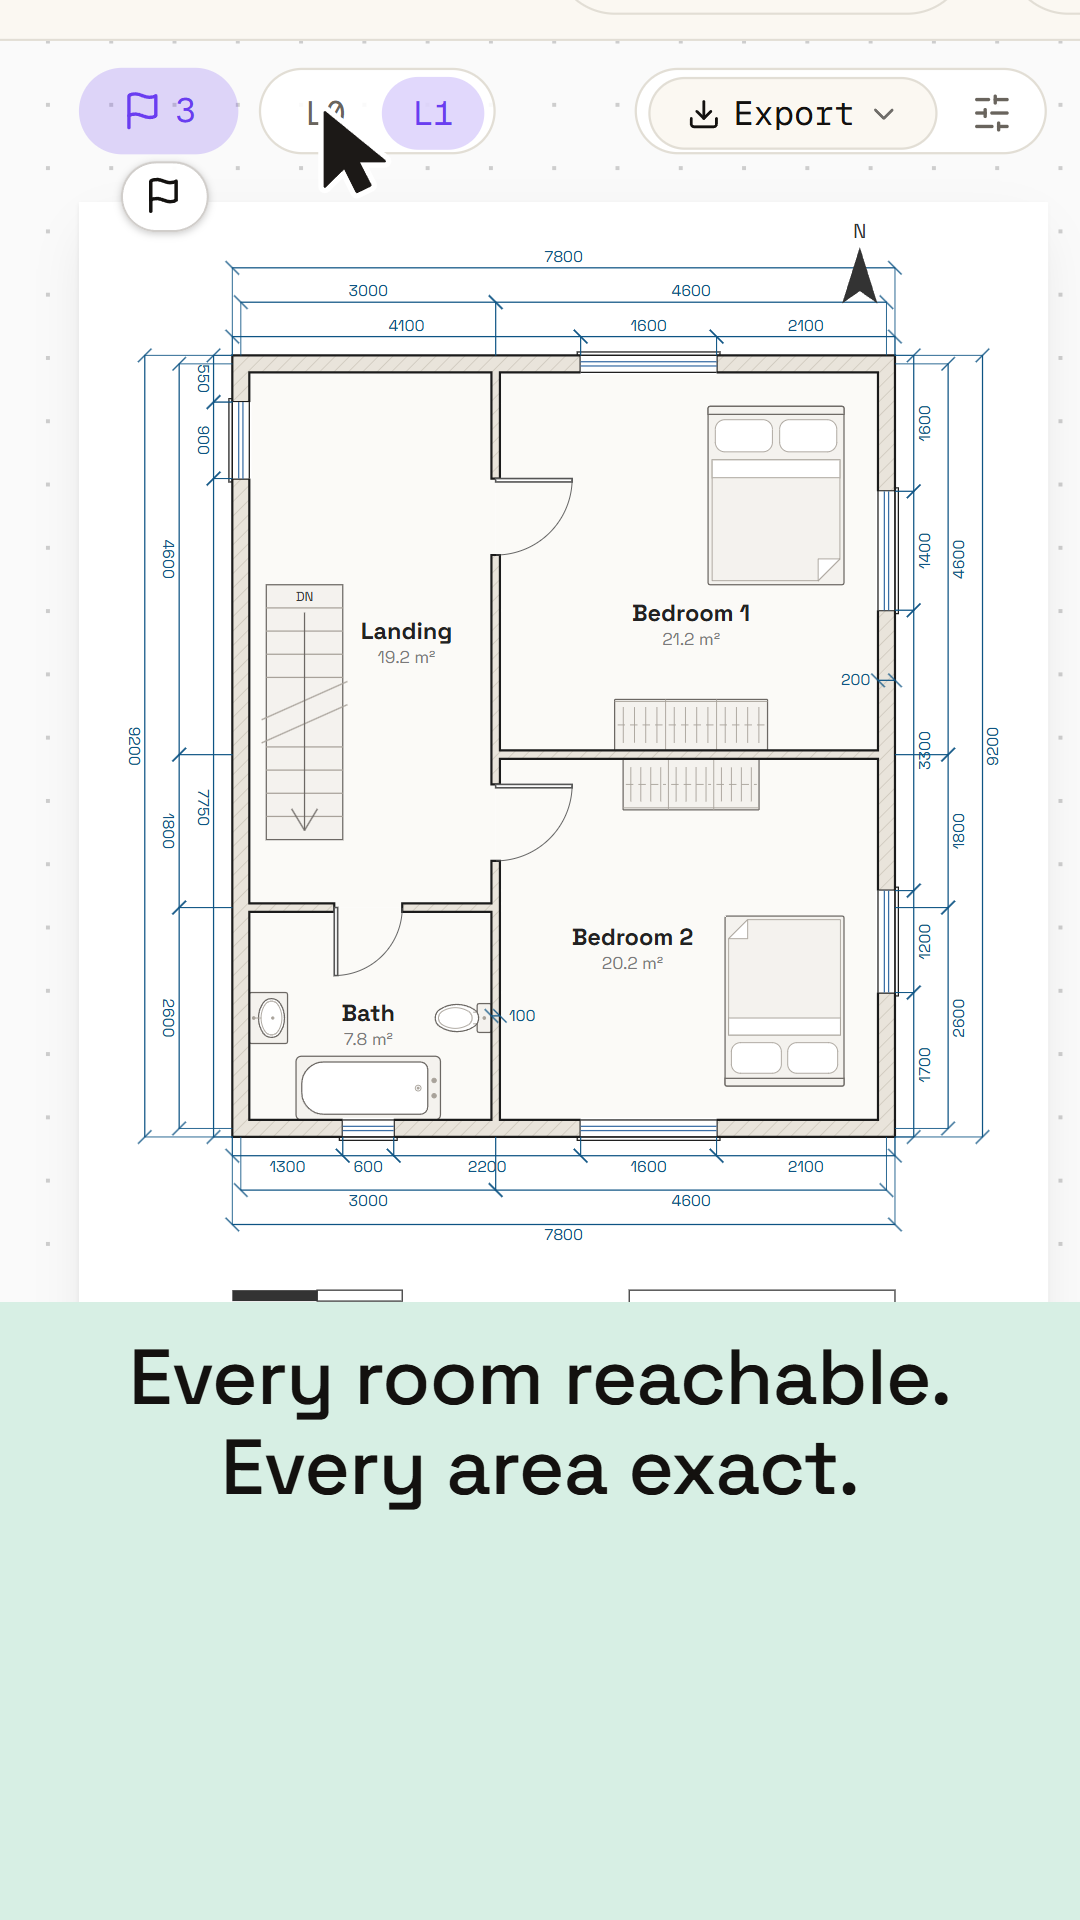 3
L1
Export
N
7800
3000 4600
4100 1600 2100
550
900
4600
9200
7750
1800
2600
1600
1400
4600
3300
9200
1800
1200
2600
1700
DN
Landing
19.2 m²
Bedroom 1
21.2 m²
200
Bedroom 2
20.2 m²
Bath
7.8 m²
100
1300 600 2200 1600 2100
3000 4600
7800
Every room reachable.
Every area exact.